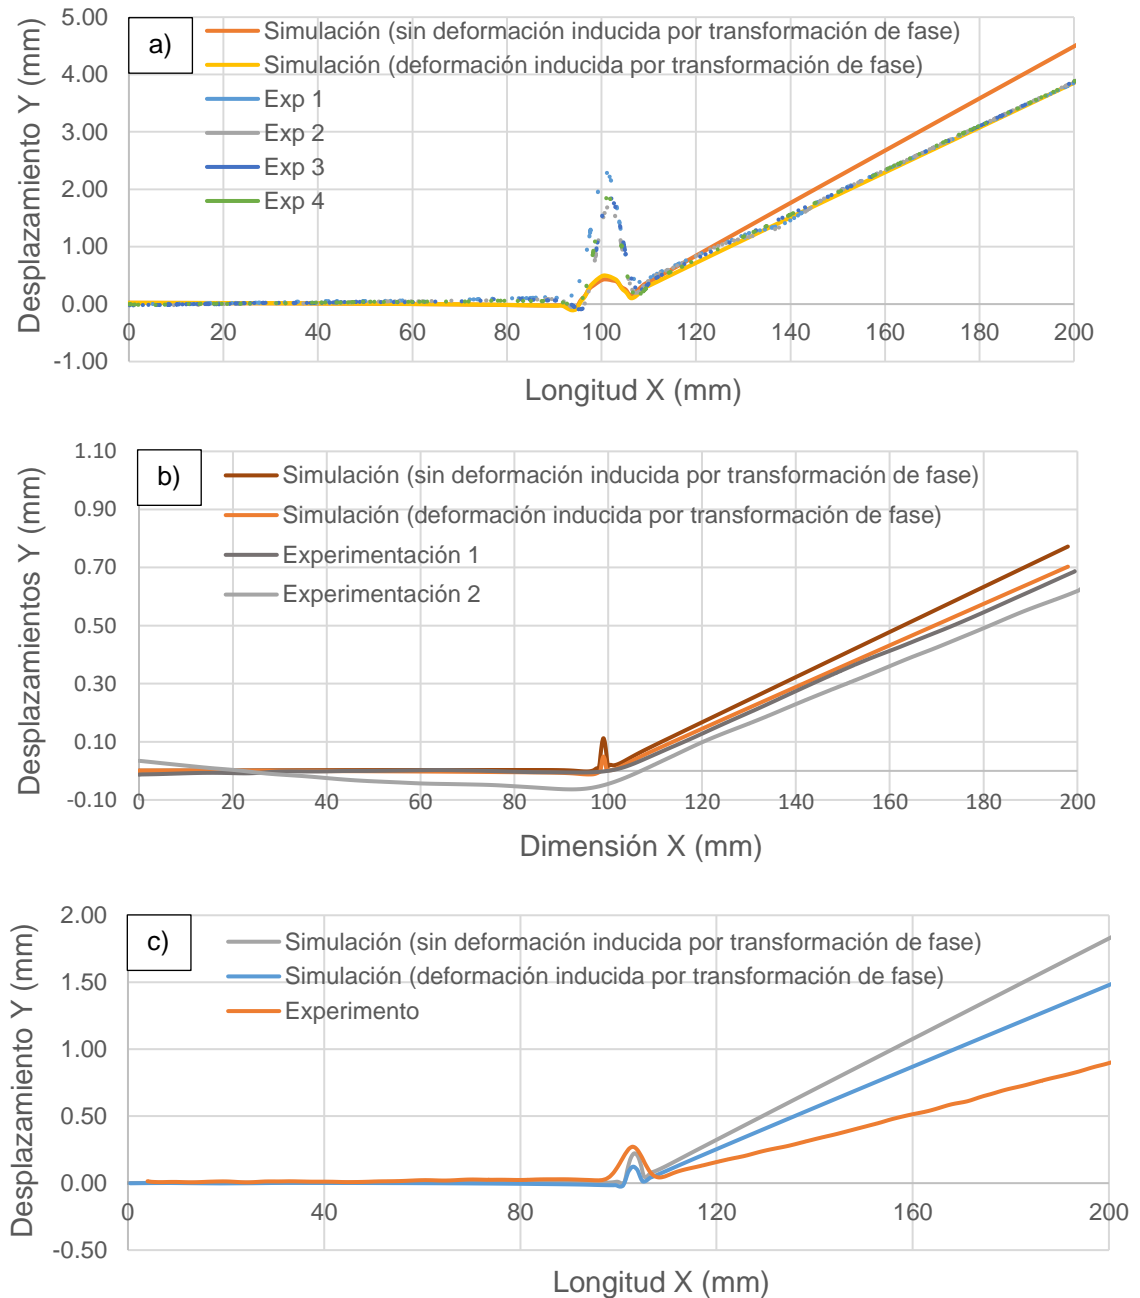 a)
Desplazamiento Y (mm)
5.00
4.00
3.00
2.00
1.00
0.00
-1.00
Simulación (sin deformación inducida por transformación de fase)
Simulación (deformación inducida por transformación de fase)
Exp 1
Exp 2
Exp 3
Exp 4
0 20 40 60 80 100 120 140 160 180 200
Longitud X (mm)
b)
Desplazamientos Y (mm)
1.10
0.90
0.70
0.50
0.30
0.10
-0.10
Simulación (sin deformación inducida por transformación de fase)
Simulación (deformación inducida por transformación de fase)
Experimentación 1
Experimentación 2
0 20 40 60 80 100 120 140 160 180 200
Dimensión X (mm)
c)
Desplazamiento Y (mm)
2.00
1.50
1.00
0.50
0.00
-0.50
Simulación (sin deformación inducida por transformación de fase)
Simulación (deformación inducida por transformación de fase)
Experimento
0 40 80 120 160 200
Longitud X (mm)